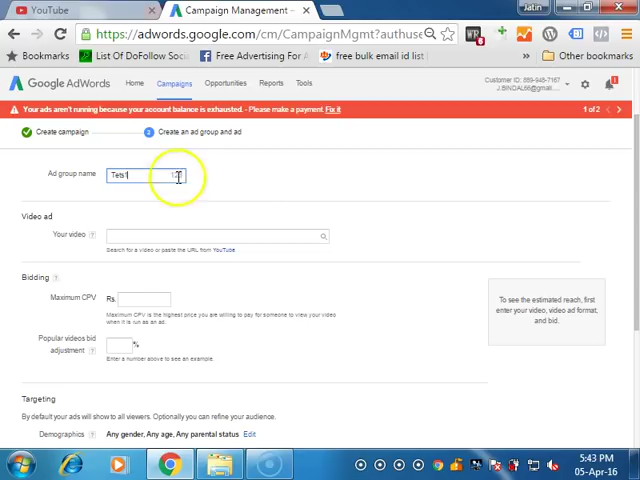 YouTube
Campaign Management -
Jatin
https://adwords.google.com/cm/CampaignMgmt?authus
Bookmarks
List Of DoFollow Soci
Free Advertising For
free bulk email id list
Other bookmarks
Google AdWords
Home
Campaigns
Opportunities
Reports
Tools
Customer ID: 889-945-7167
J.BINDAL66@gmail....
Your ads aren't running because your account balance is exhausted. - Please make a payment. Fix it
1 of 2
Create campaign
2 Create an ad group and ad
Ad group name
Tets1
Video ad
Your video ?
Search for a video or paste the URL from YouTube
Bidding ?
Maximum CPV
Rs.
Maximum CPV is the highest price you are willing to pay for someone to view your video
when it is run as an ad.
Popular videos bid
adjustment ?
%
Enter a number above to see an example.
To see the estimated reach, first
enter your video, video ad format,
and bid.
Targeting
By default your ads will show to all viewers. Optionally you can refine your audience.
Demographics ?
Any gender, Any age, Any parental status Edit
5:43 PM
05-Apr-16